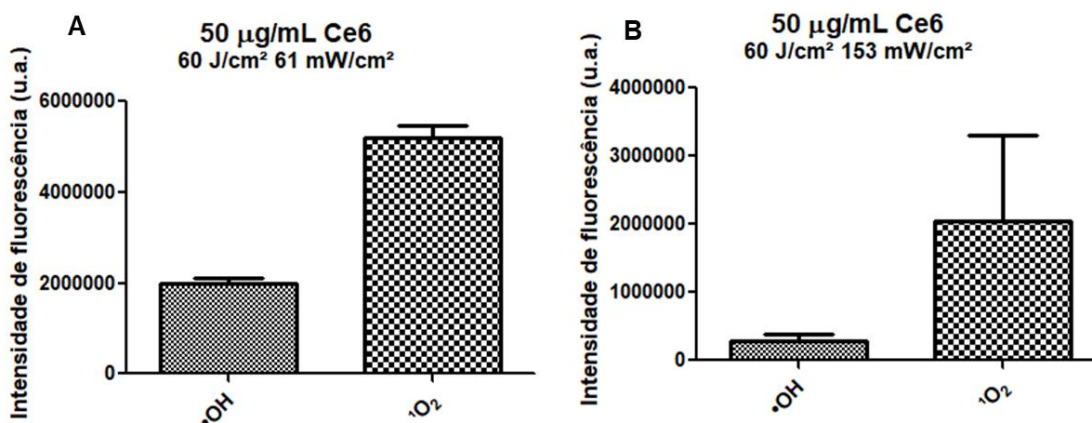 A
50 µg/mL Ce6
60 J/cm² 61 mW/cm²
Intensidade de fluorescência (u.a.)
6000000
4000000
2000000
0
•OH
¹O₂
B
50 µg/mL Ce6
60 J/cm² 153 mW/cm²
Intensidade de fluorescência (u.a.)
4000000
3000000
2000000
1000000
0
•OH
¹O₂